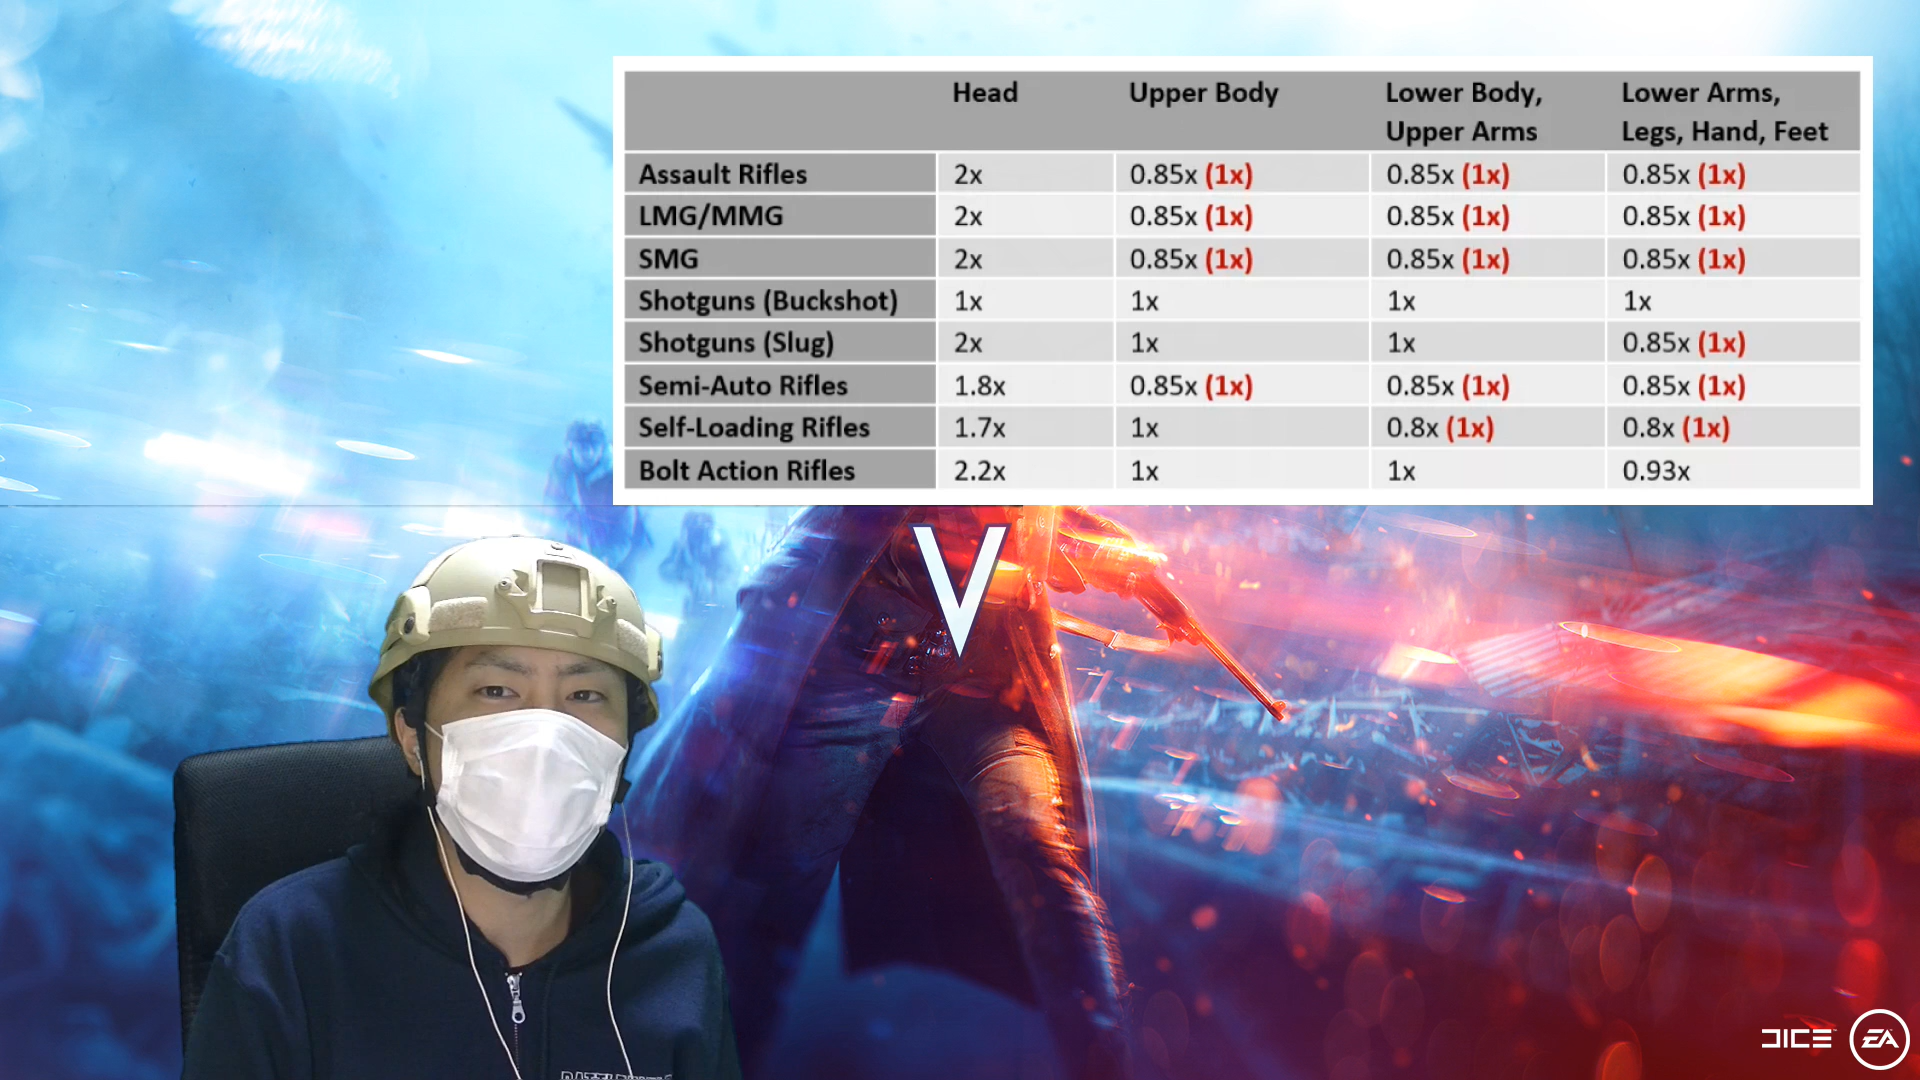 Head Upper Body Lower Body, Lower Arms,
Upper Arms Legs, Hand, Feet
Assault Rifles 2x 0.85x (1x) 0.85x (1x) 0.85x (1x)
LMG/MMG 2x 0.85x (1x) 0.85x (1x) 0.85x (1x)
SMG 2x 0.85x (1x) 0.85x (1x) 0.85x (1x)
Shotguns (Buckshot) 1x 1x 1x 1x
Shotguns (Slug) 2x 1x 1x 0.85x (1x)
Semi-Auto Rifles 1.8x 0.85x (1x) 0.85x (1x) 0.85x (1x)
Self-Loading Rifles 1.7x 1x 0.8x (1x) 0.8x (1x)
Bolt Action Rifles 2.2x 1x 1x 0.93x
V
DICE EA